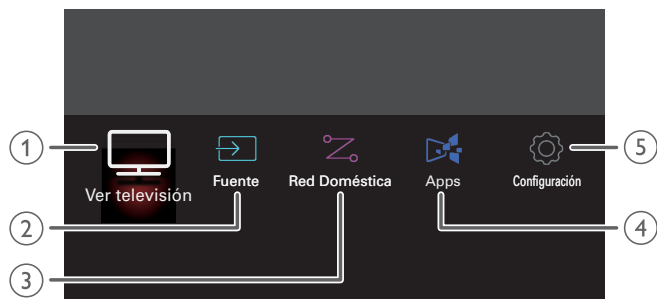 1
5
Ver televisión
Fuente
Red Doméstica
Apps
Configuración
2
4
3